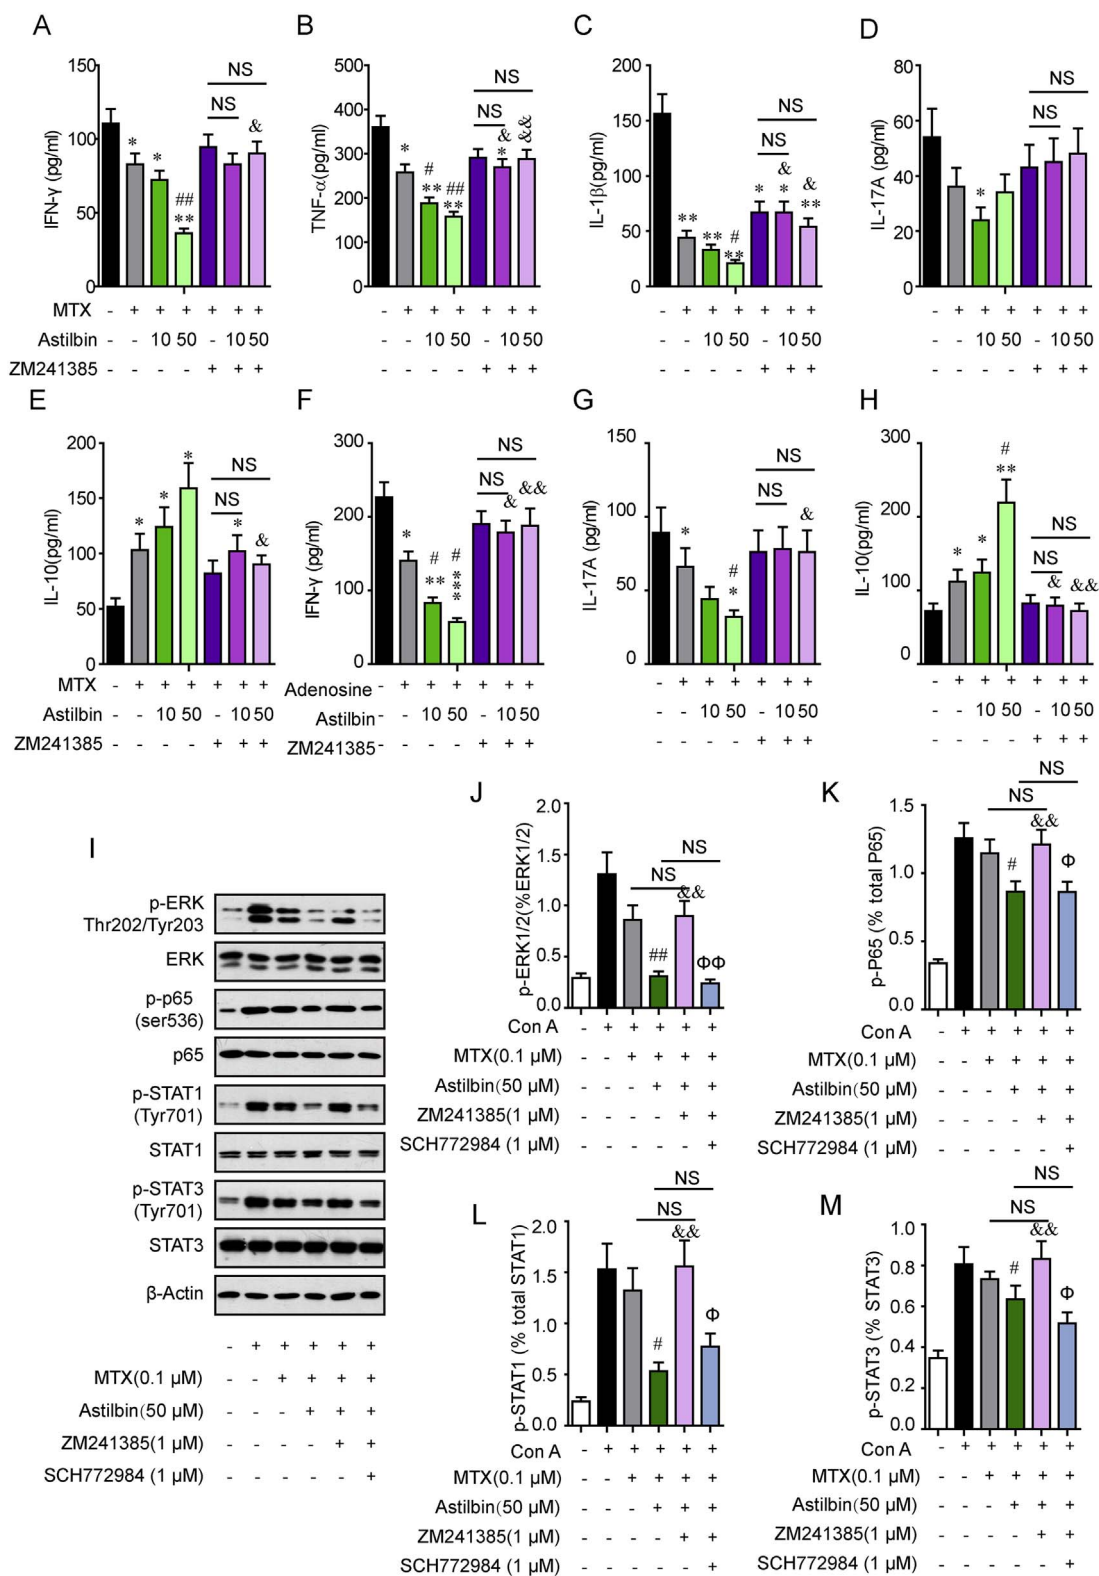 A
B
C
D
IFN-γ (pg/ml)
150
100
50
0
* * ## ** NS NS &
TNF-α(pg/ml)
500
400
300
200
100
0
* # ** ## ** NS NS & * &&
IL-1β(pg/ml)
200
150
100
50
0
** ** # ** NS NS * & * & **
IL-17A (pg/ml)
80
60
40
20
0
* NS NS
MTX - + + + + + + - + + + + + + - + + + + + + - + + + + + +
Astilbin - - 10 50 - 10 50 - - 10 50 - 10 50 - - 10 50 - 10 50 - - 10 50 - 10 50
ZM241385 - - - - + + + - - - - + + + - - - - + + + - - - - + + +
E
F
G
H
IL-10(pg/ml)
200
150
100
50
0
* * * NS NS * &
IFN-γ (pg/ml)
300
200
100
0
* # ** # *** NS NS & &&
IL-17A (pg/ml)
150
100
50
0
* # * NS NS &
IL-10(pg/ml)
300
200
100
0
* * # ** NS NS & &&
MTX - + + + + + +
Astilbin - - 10 50 - 10 50
ZM241385 - - - - + + +
Adenosine - + + + + + + - + + + + + + - + + + + + +
Astilbin - - 10 50 - 10 50 - - 10 50 - 10 50 - - 10 50 - 10 50
ZM241385 - - - - + + + - - - - + + + - - - - + + +
I
p-ERK
Thr202/Tyr203
ERK
p-p65
(ser536)
p65
p-STAT1
(Tyr701)
STAT1
p-STAT3
(Tyr701)
STAT3
β-Actin
- + + + + +
MTX(0.1 μM) - - + + + +
Astilbin(50 μM) - - - + + +
ZM241385(1 μM) - - - - + +
SCH772984 (1 μM) - - - - - +
J
p-ERK1/2(%ERK1/2)
2.0
1.5
1.0
0.5
0.0
NS
NS
&&
##
ΦΦ
Con A - + + + + +
MTX(0.1 μM) - - + + + +
Astilbin(50 μM) - - - + + +
ZM241385(1 μM) - - - - + +
SCH772984 (1 μM) - - - - - +
K
p-P65 (% total P65)
1.5
1.0
0.5
0.0
NS
NS
&&
#
Φ
Con A - + + + + +
MTX(0.1 μM) - - + + + +
Astilbin(50 μM) - - - + + +
ZM241385(1 μM) - - - - + +
SCH772984 (1 μM) - - - - - +
L
p-STAT1 (% total STAT1)
2.0
1.5
1.0
0.5
0.0
NS
NS
&&
#
Φ
Con A - + + + + +
MTX(0.1 μM) - - + + + +
Astilbin(50 μM) - - - + + +
ZM241385(1 μM) - - - - + +
SCH772984 (1 μM) - - - - - +
M
p-STAT3 (% STAT3)
1.0
0.8
0.6
0.4
0.2
0.0
NS
NS
&&
#
Φ
Con A - + + + + +
MTX(0.1 μM) - - + + + +
Astilbin(50 μM) - - - + + +
ZM241385(1 μM) - - - - + +
SCH772984 (1 μM) - - - - - +